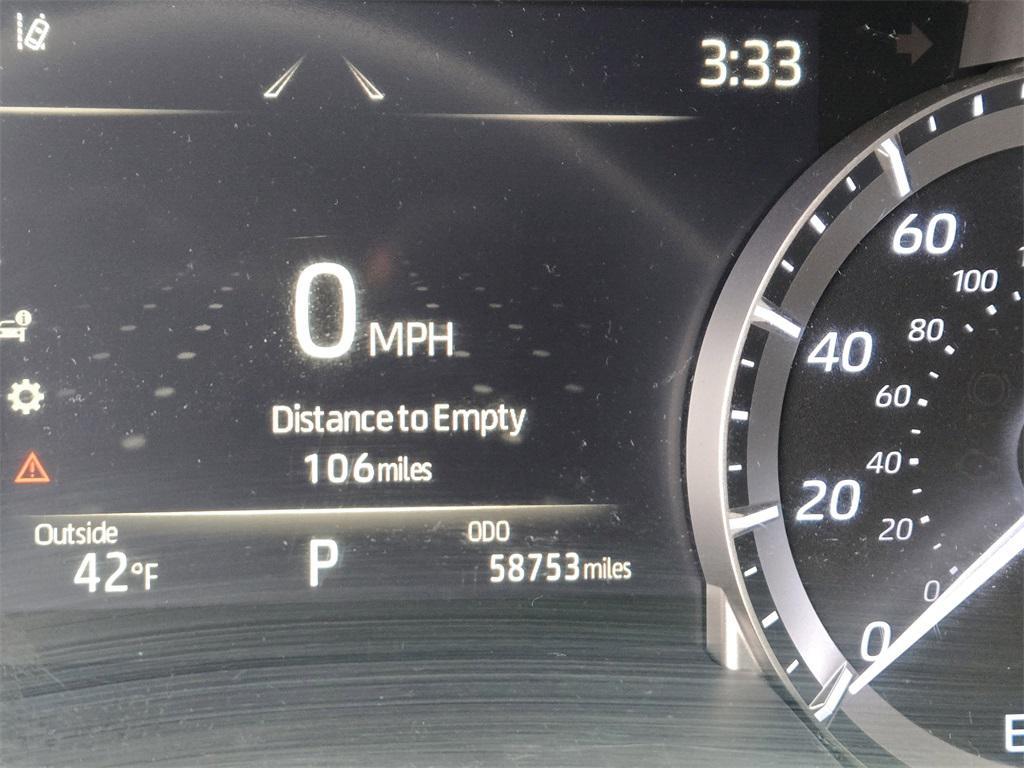 3:33
0 MPH
Distance to Empty
106 miles
Outside
42°F
P
ODO
58753 miles
60
100
40
80
60
20
40
20
0
0
E